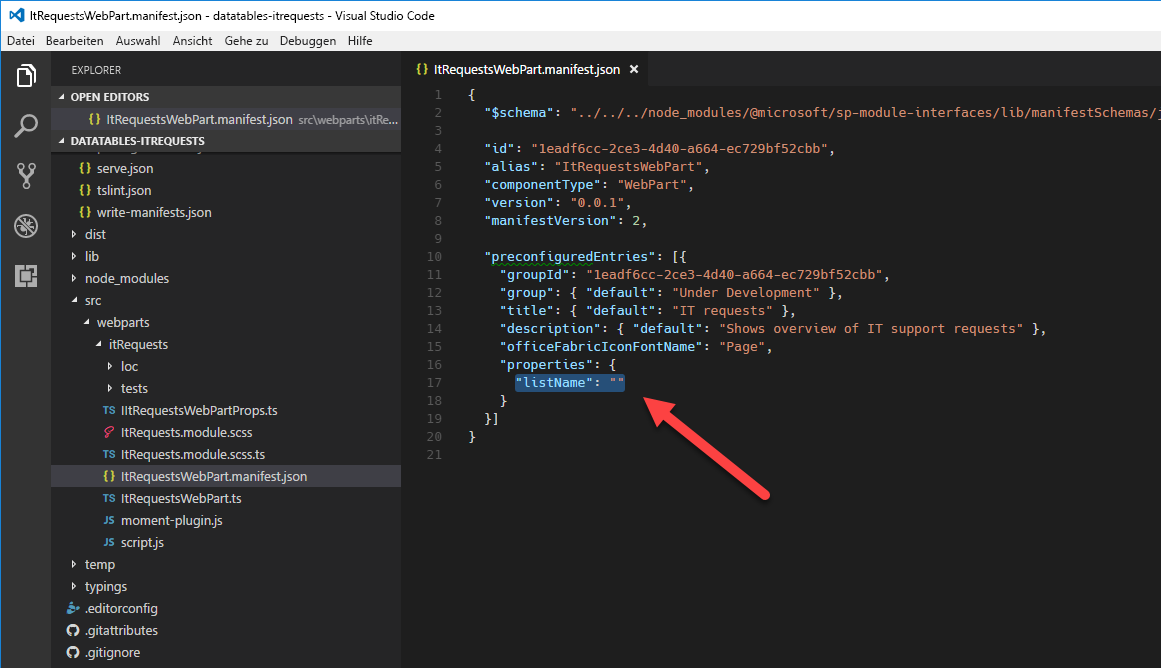 ItRequestsWebPart.manifest.json - datatables-itrequests - Visual Studio Code
Datei Bearbeiten Auswahl Ansicht Gehe zu Debuggen Hilfe
EXPLORER
OPEN EDITORS
{} ItRequestsWebPart.manifest.json src\webparts\itRe...
DATATABLES-ITREQUESTS
{} serve.json
{} tslint.json
{} write-manifests.json
dist
lib
node_modules
src
webparts
itRequests
loc
tests
TS IItRequestsWebPartProps.ts
ItRequests.module.scss
TS ItRequests.module.scss.ts
{} ItRequestsWebPart.manifest.json
TS ItRequestsWebPart.ts
JS moment-plugin.js
JS script.js
temp
typings
.editorconfig
.gitattributes
.gitignore
{} ItRequestsWebPart.manifest.json ×
1 {
2 "$schema": "../../../node_modules/@microsoft/sp-module-interfaces/lib/manifestSchemas/j
3
4 "id": "1eadf6cc-2ce3-4d40-a664-ec729bf52cbb",
5 "alias": "ItRequestsWebPart",
6 "componentType": "WebPart",
7 "version": "0.0.1",
8 "manifestVersion": 2,
9
10 "preconfiguredEntries": [{
11 "groupId": "1eadf6cc-2ce3-4d40-a664-ec729bf52cbb",
12 "group": { "default": "Under Development" },
13 "title": { "default": "IT requests" },
14 "description": { "default": "Shows overview of IT support requests" },
15 "officeFabricIconFontName": "Page",
16 "properties": {
17 "listName": ""
18 }
19 }]
20 }
21